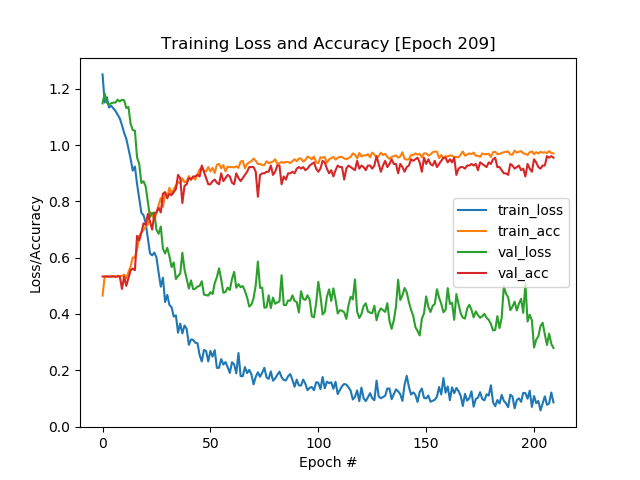 Training Loss and Accuracy [Epoch 209]
Loss/Accuracy
1.2
1.0
0.8
0.6
0.4
0.2
0.0
train_loss
train_acc
val_loss
val_acc
0 50 100 150 200
Epoch #